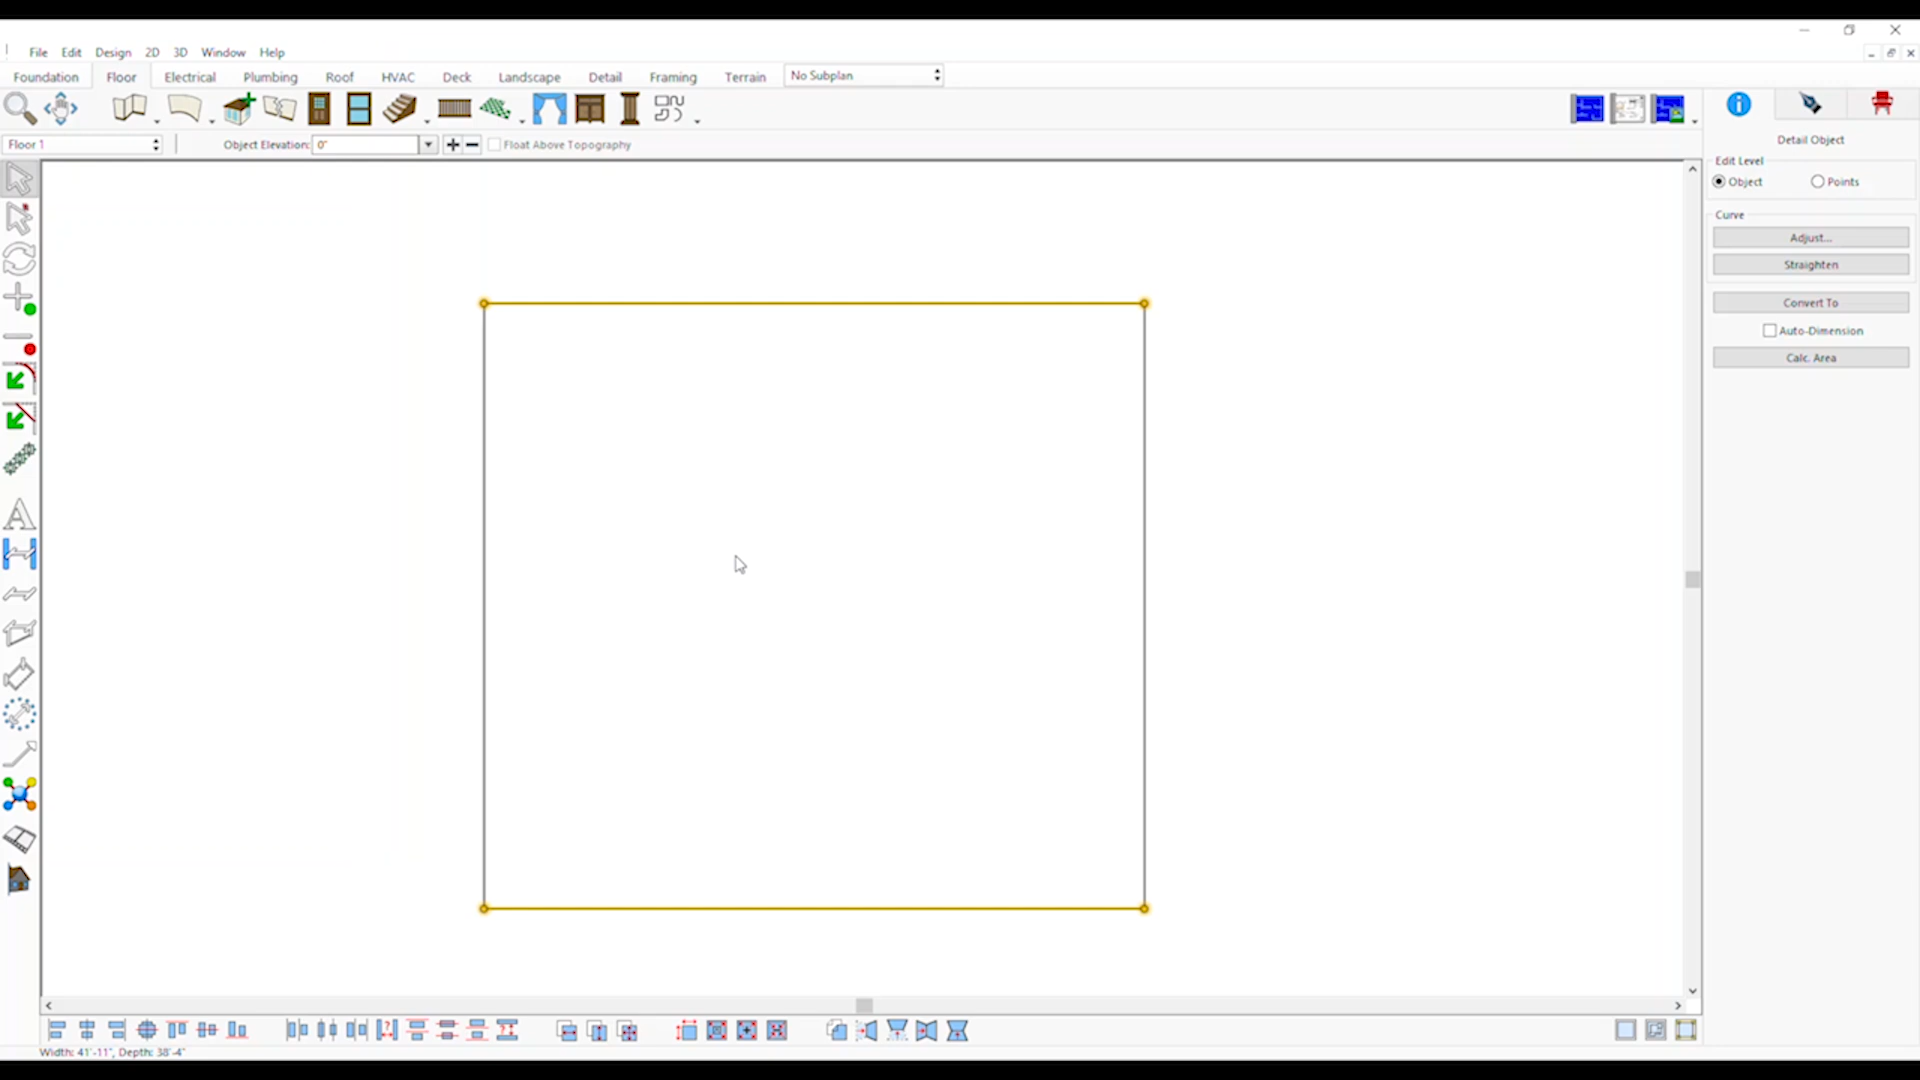 File Edit Design 2D 3D Window Help
Foundation Floor Electrical Plumbing Roof HVAC Deck Landscape Detail Framing Terrain No Subplan
Floor 1 Object Elevation: 0" Float Above Topography
Detail Object
Edit Level
Object Points
Curve
Adjust...
Straighten
Convert To
Auto-Dimension
Calc. Area
Width: 41'-11", Depth: 38'-4"